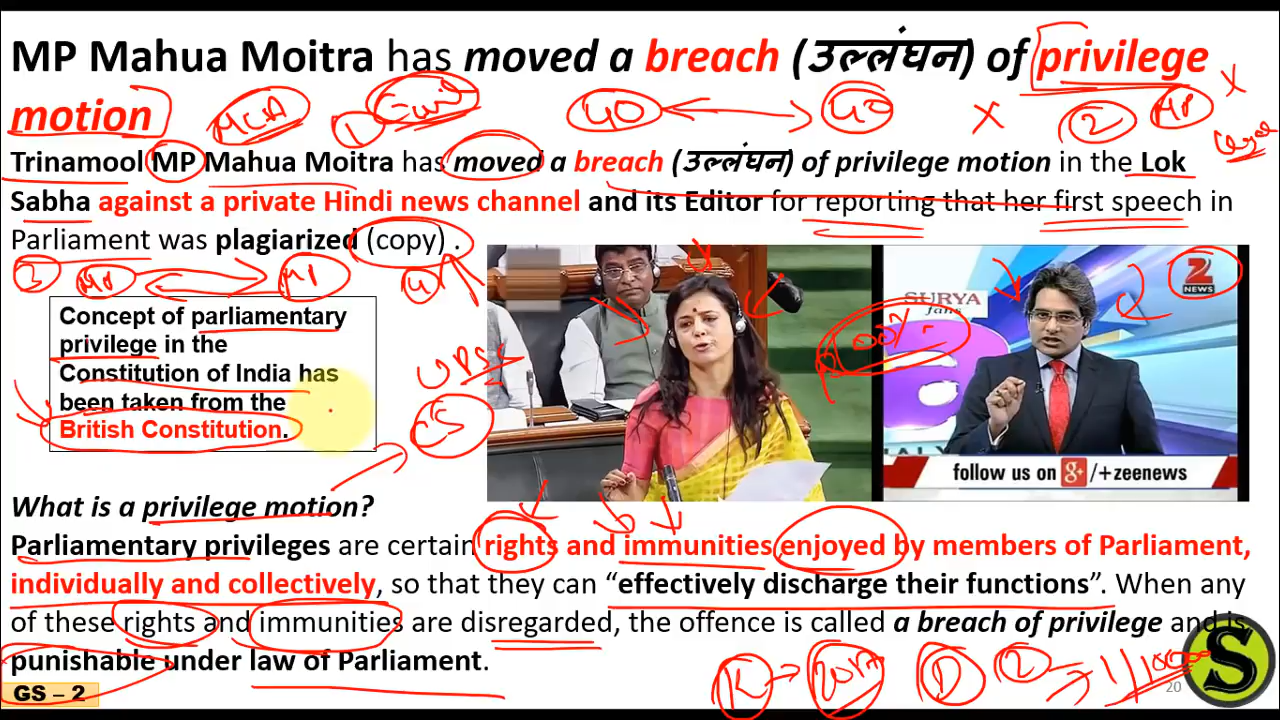 MP Mahua Moitra has moved a breach (उल्लंघन) of privilege
motion
Trinamool MP Mahua Moitra has moved a breach (उल्लंघन) of privilege motion in the Lok
Sabha against a private Hindi news channel and its Editor for reporting that her first speech in
Parliament was plagiarized (copy) .
Concept of parliamentary
privilege in the
Constitution of India has
been taken from the
British Constitution.
UPSC
CS
SURYA
100%
Z
NEWS
follow us on g+ /+zeenews
What is a privilege motion?
Parliamentary privileges are certain rights and immunities enjoyed by members of Parliament,
individually and collectively, so that they can “effectively discharge their functions”. When any
of these rights and immunities are disregarded, the offence is called a breach of privilege and is
punishable under law of Parliament.
GS – 2
20
S